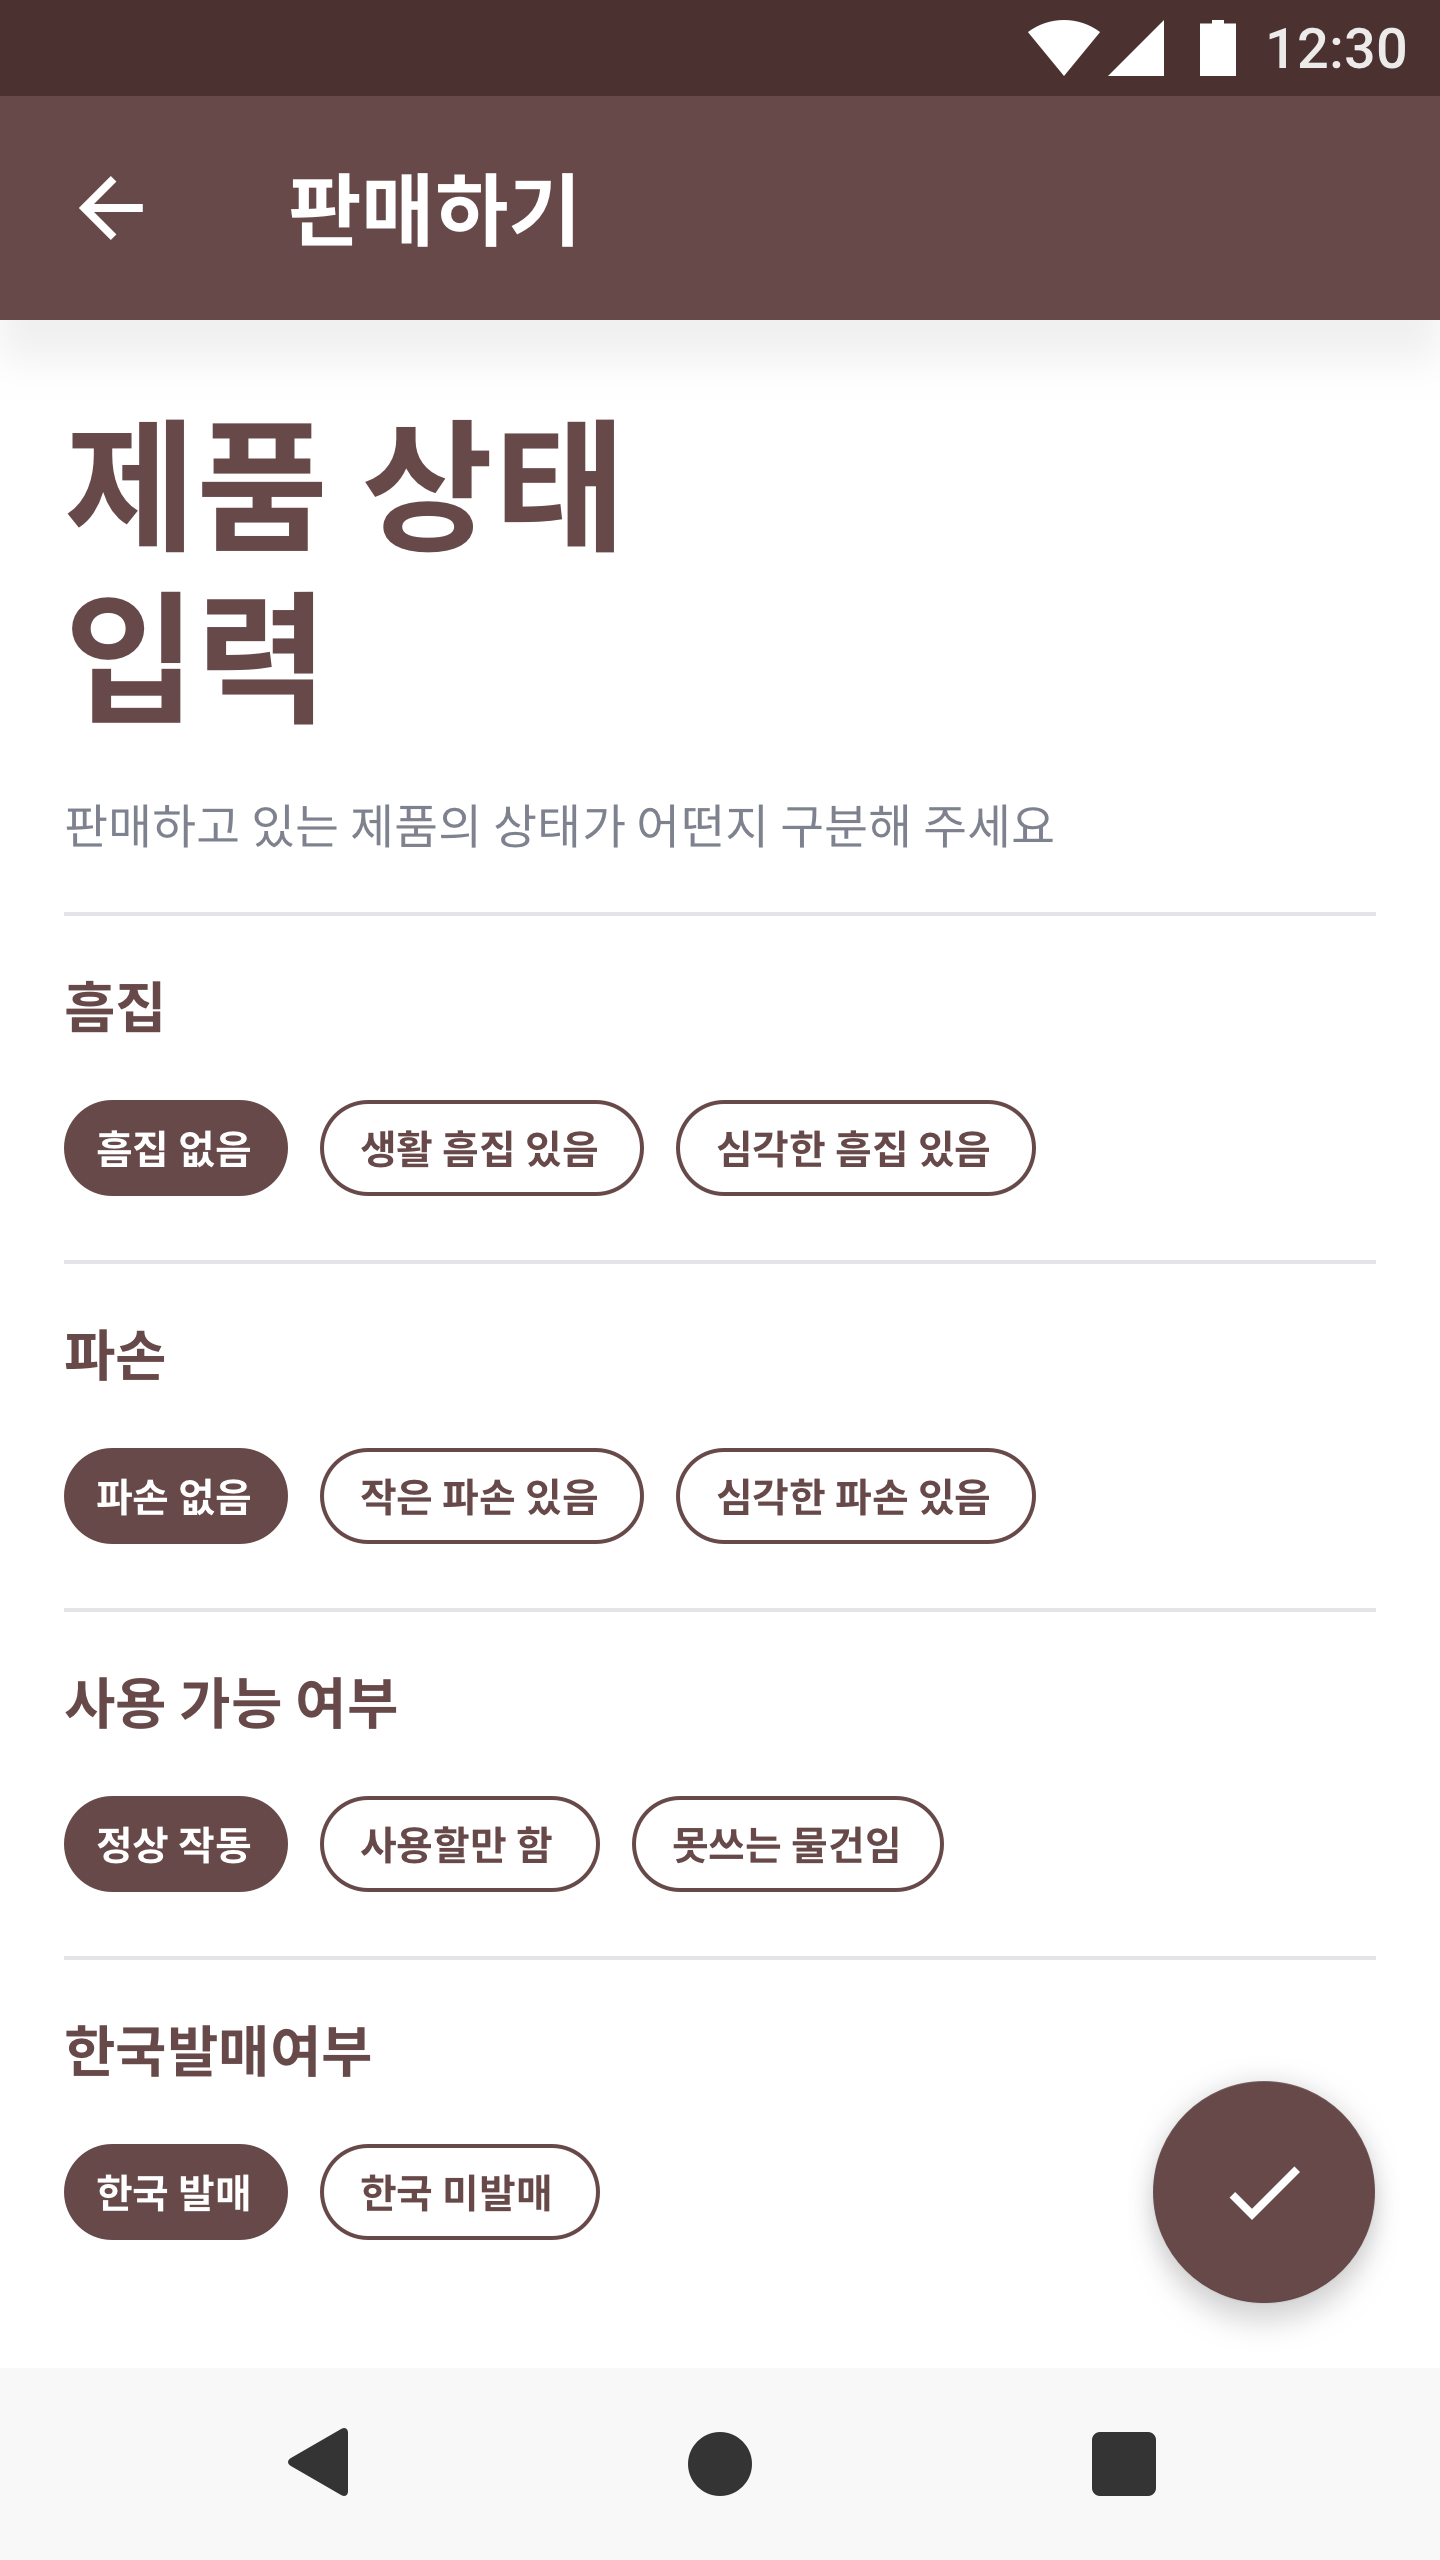 12:30
판매하기
제품 상태
입력
판매하고 있는 제품의 상태가 어떤지 구분해 주세요
흠집
흠집 없음 생활 흠집 있음 심각한 흠집 있음
파손
파손 없음 작은 파손 있음 심각한 파손 있음
사용 가능 여부
정상 작동 사용할만 함 못쓰는 물건임
한국발매여부
한국 발매 한국 미발매